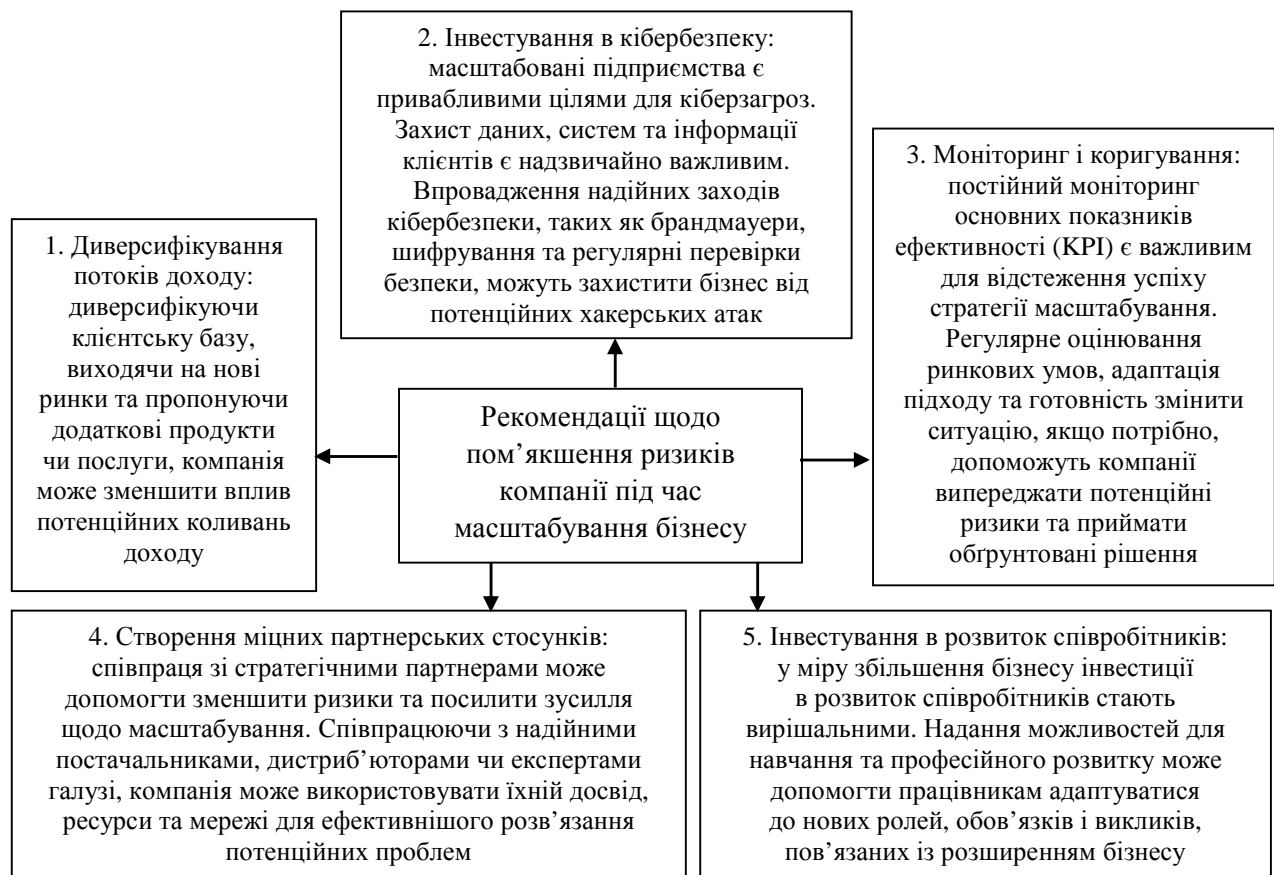 2. Інвестування в кібербезпеку:
масштабовані підприємства є
привабливими цілями для кіберзагроз.
Захист даних, систем та інформації
клієнтів є надзвичайно важливим.
Впровадження надійних заходів
кібербезпеки, таких як брандмауери,
шифрування та регулярні перевірки
безпеки, можуть захистити бізнес від
потенційних хакерських атак
1. Диверсифікування
потоків доходу:
диверсифікуючи
клієнтську базу,
виходячи на нові
ринки та пропонуючи
додаткові продукти
чи послуги, компанія
може зменшити вплив
потенційних коливань
доходу
Рекомендації щодо
пом’якшення ризиків
компанії під час
масштабування бізнесу
3. Моніторинг і коригування:
постійний моніторинг
основних показників
ефективності (KPI) є важливим
для відстеження успіху
стратегії масштабування.
Регулярне оцінювання
ринкових умов, адаптація
підходу та готовність змінити
ситуацію, якщо потрібно,
допоможуть компанії
випереджати потенційні
ризики та приймати
обґрунтовані рішення
4. Створення міцних партнерських стосунків:
співпраця зі стратегічними партнерами може
допомогти зменшити ризики та посилити зусилля
щодо масштабування. Співпрацюючи з надійними
постачальниками, дистриб’юторами чи експертами
галузі, компанія може використовувати їхній досвід,
ресурси та мережі для ефективнішого розв’язання
потенційних проблем
5. Інвестування в розвиток співробітників:
у міру збільшення бізнесу інвестиції
в розвиток співробітників стають
вирішальними. Надання можливостей для
навчання та професійного розвитку може
допомогти працівникам адаптуватися
до нових ролей, обов’язків і викликів,
пов’язаних із розширенням бізнесу